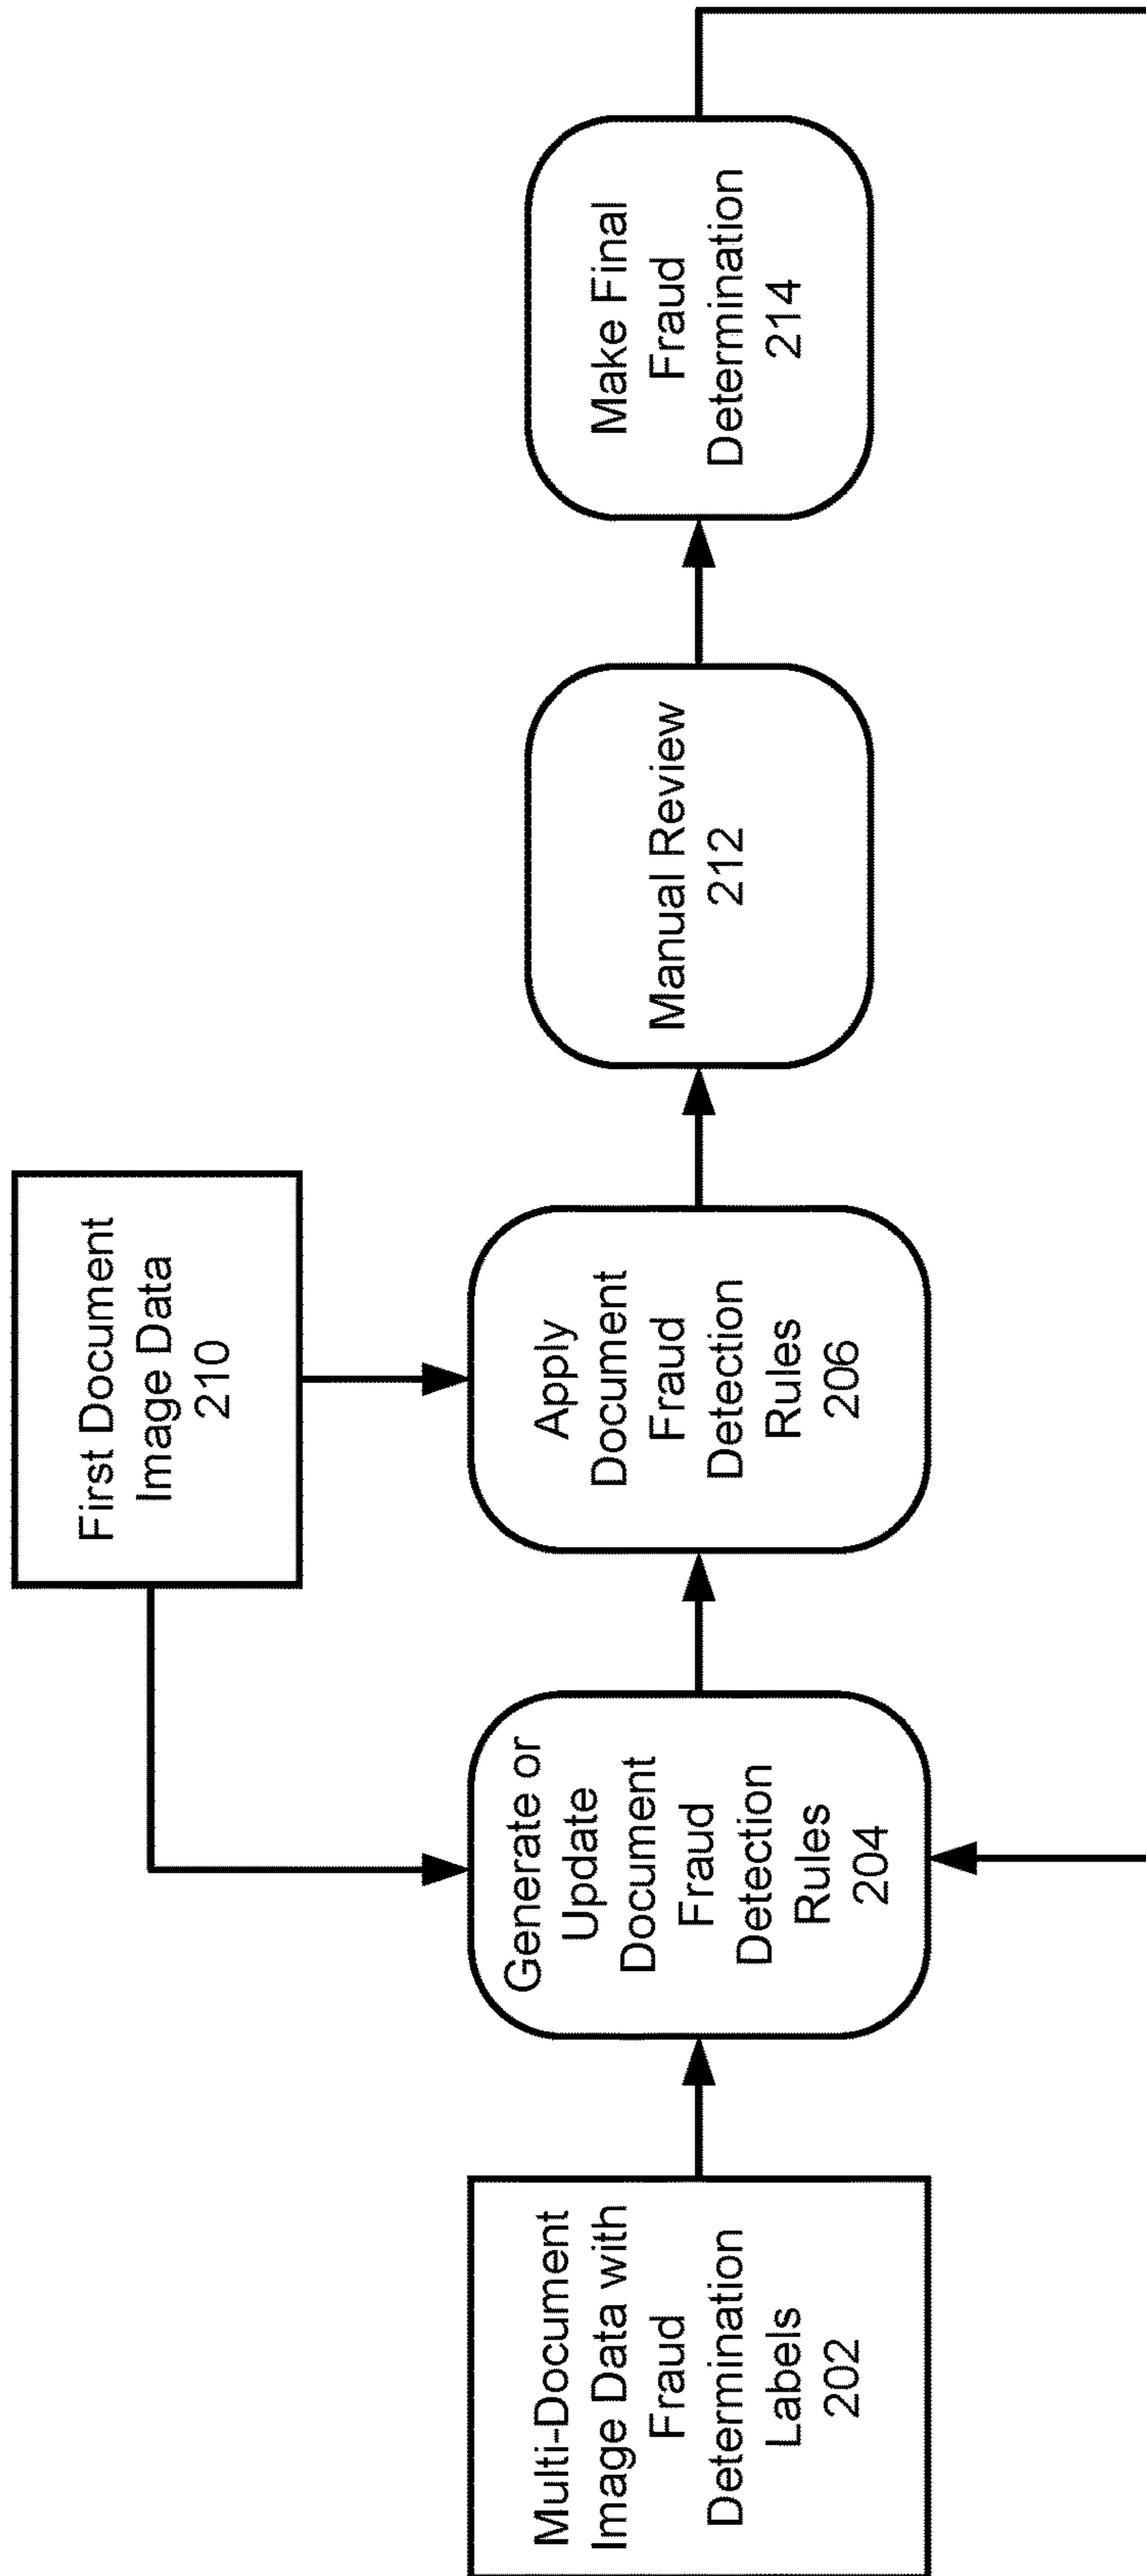 First Document
Image Data
210
Multi-Document
Image Data with
Fraud
Determination
Labels
202
Generate or
Update
Document
Fraud
Detection
Rules
204
Apply
Document
Fraud
Detection
Rules
206
Manual Review
212
Make Final
Fraud
Determination
214